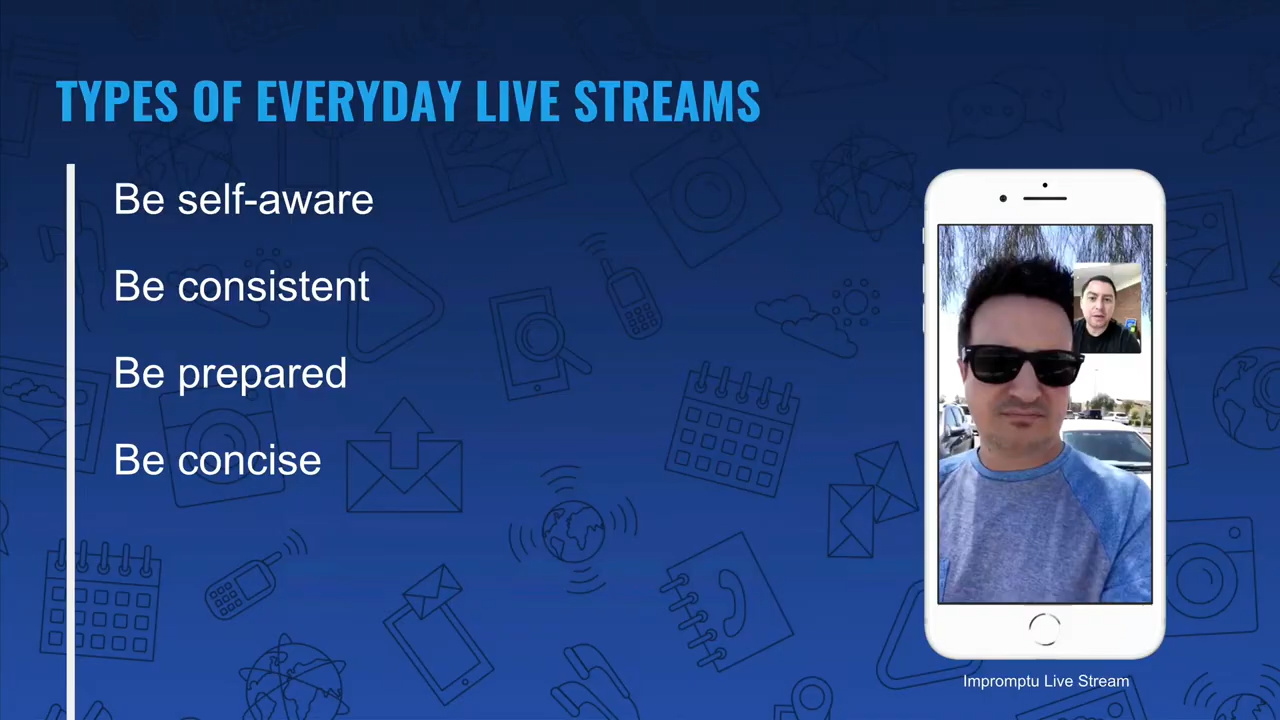 TYPES OF EVERYDAY LIVE STREAMS
Be self-aware
Be consistent
Be prepared
Be concise
Impromptu Live Stream